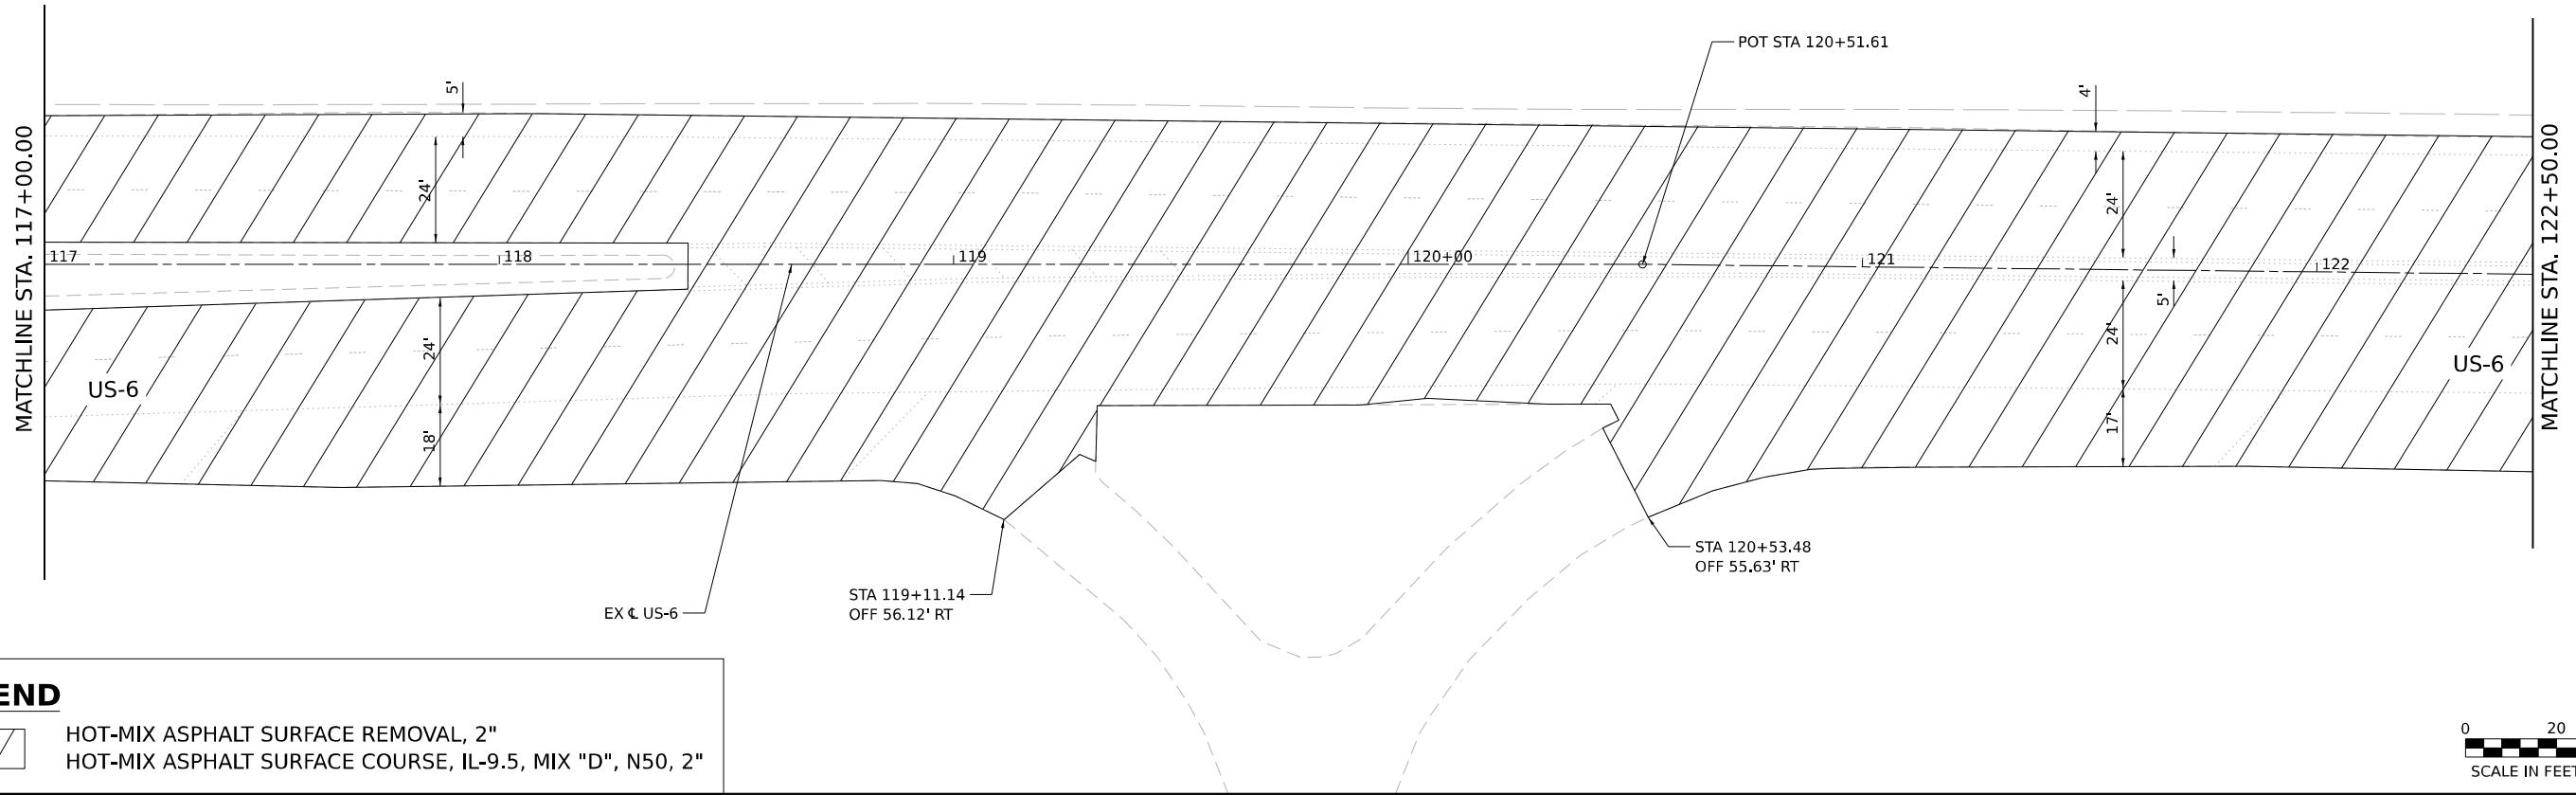 POT STA 120+51.61
5'
4'
MATCHLINE STA. 117+00.00
MATCHLINE STA. 122+50.00
24'
24'
117
118
119
120+00
121
122
5'
24'
24'
US-6
US-6
18'
17'
STA 120+53.48
OFF 55.63' RT
STA 119+11.14
OFF 56.12' RT
EX ℄ US-6
END
HOT-MIX ASPHALT SURFACE REMOVAL, 2"
HOT-MIX ASPHALT SURFACE COURSE, IL-9.5, MIX "D", N50, 2"
0 20
SCALE IN FEET